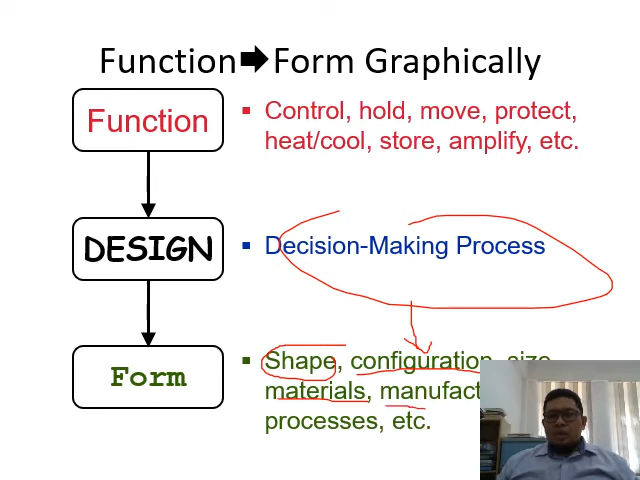 Function➡Form Graphically
Function
▪ Control, hold, move, protect,
heat/cool, store, amplify, etc.
DESIGN
▪ Decision-Making Process
Form
▪ Shape, configuration, size,
materials, manufact
processes, etc.